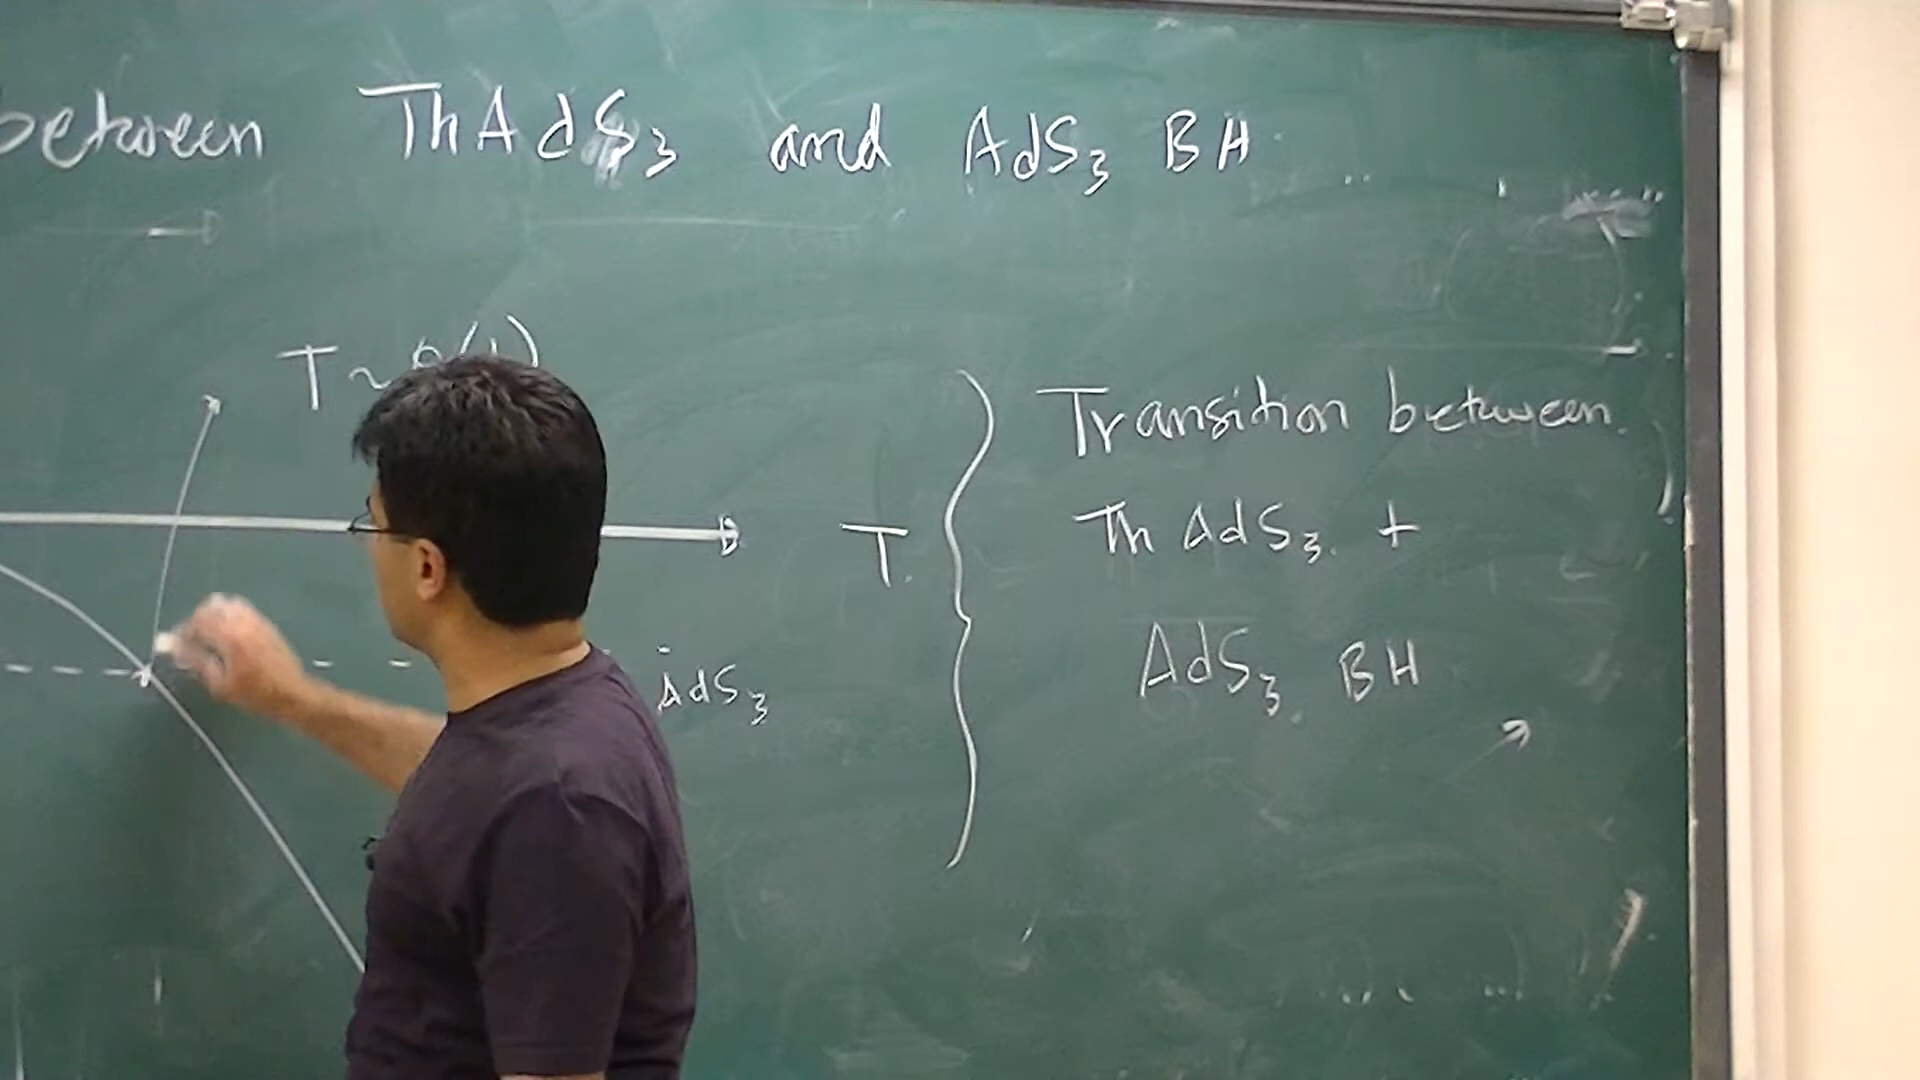 between ThAdS₃ and AdS₃ BH
T ~
T.
Transition between.
Th AdS₃ +
AdS₃ BH
AdS₃